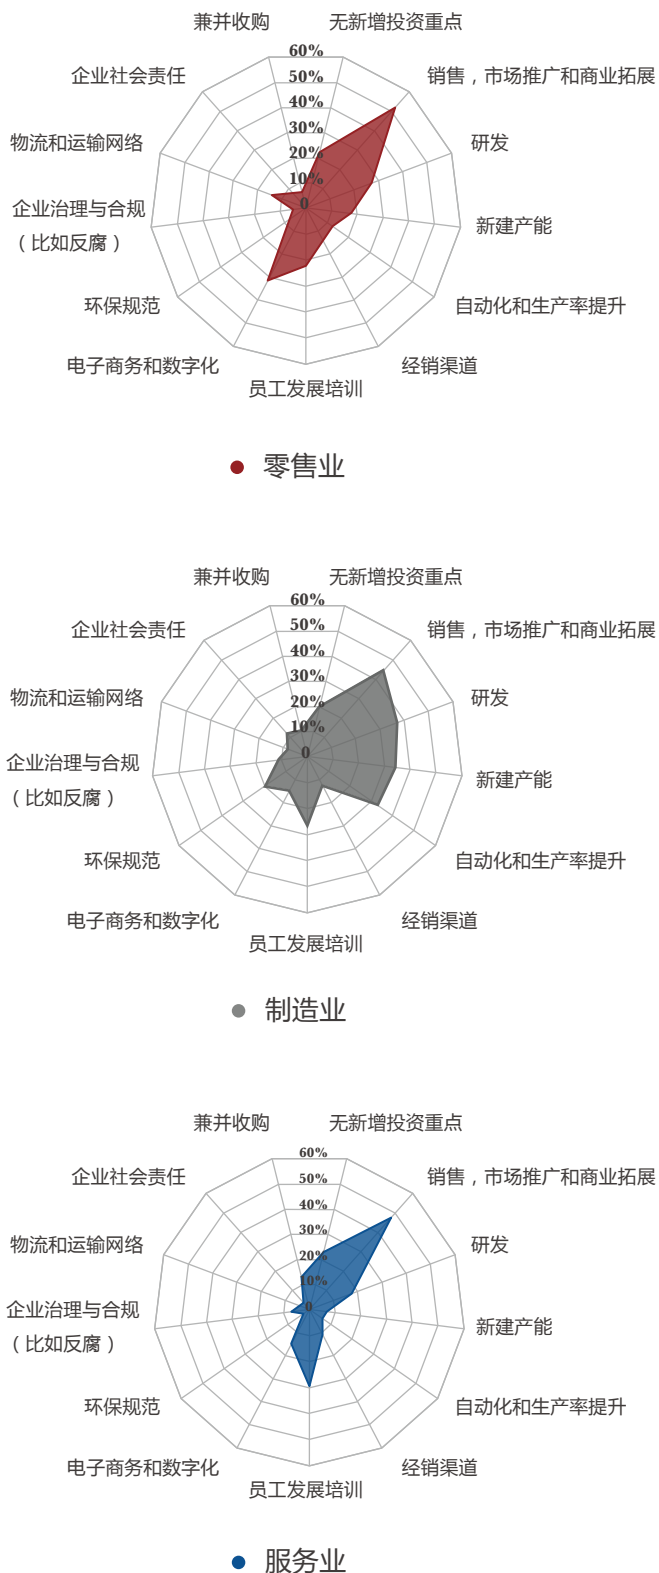 兼并收购
无新增投资重点
60%
企业社会责任
销售，市场推广和商业拓展
50%
40%
物流和运输网络
30%
研发
20%
10%
企业治理与合规
0
新建产能
（比如反腐）
环保规范
自动化和生产率提升
电子商务和数字化
经销渠道
员工发展培训
零售业
兼并收购
无新增投资重点
60%
企业社会责任
销售，市场推广和商业拓展
50%
40%
30%
物流和运输网络
研发
20%
10%
0
企业治理与合规
新建产能
（比如反腐）
环保规范
自动化和生产率提升
电子商务和数字化
经销渠道
员工发展培训
制造业
兼并收购
无新增投资重点
60%
企业社会责任
销售，市场推广和商业拓展
50%
40%
30%
物流和运输网络
研发
20%
10%
0
企业治理与合规
新建产能
（比如反腐）
环保规范
自动化和生产率提升
电子商务和数字化
经销渠道
员工发展培训
服务业